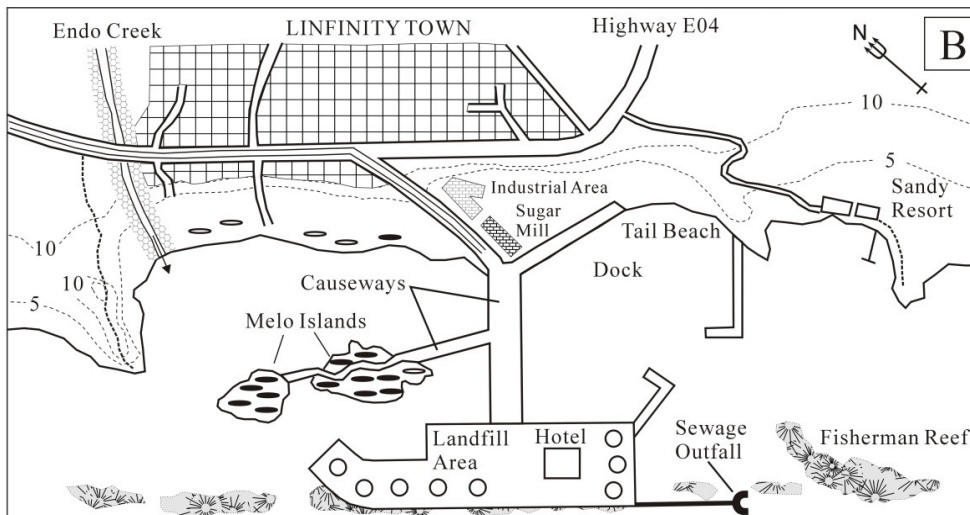 Endo Creek
LINFINITY TOWN
Highway E04
N
B
10
5
Sandy
Resort
Industrial Area
Sugar
Mill
Tail Beach
Dock
10
10
5
Causeways
Melo Islands
Landfill
Area
Hotel
Sewage
Outfall
Fisherman Reef